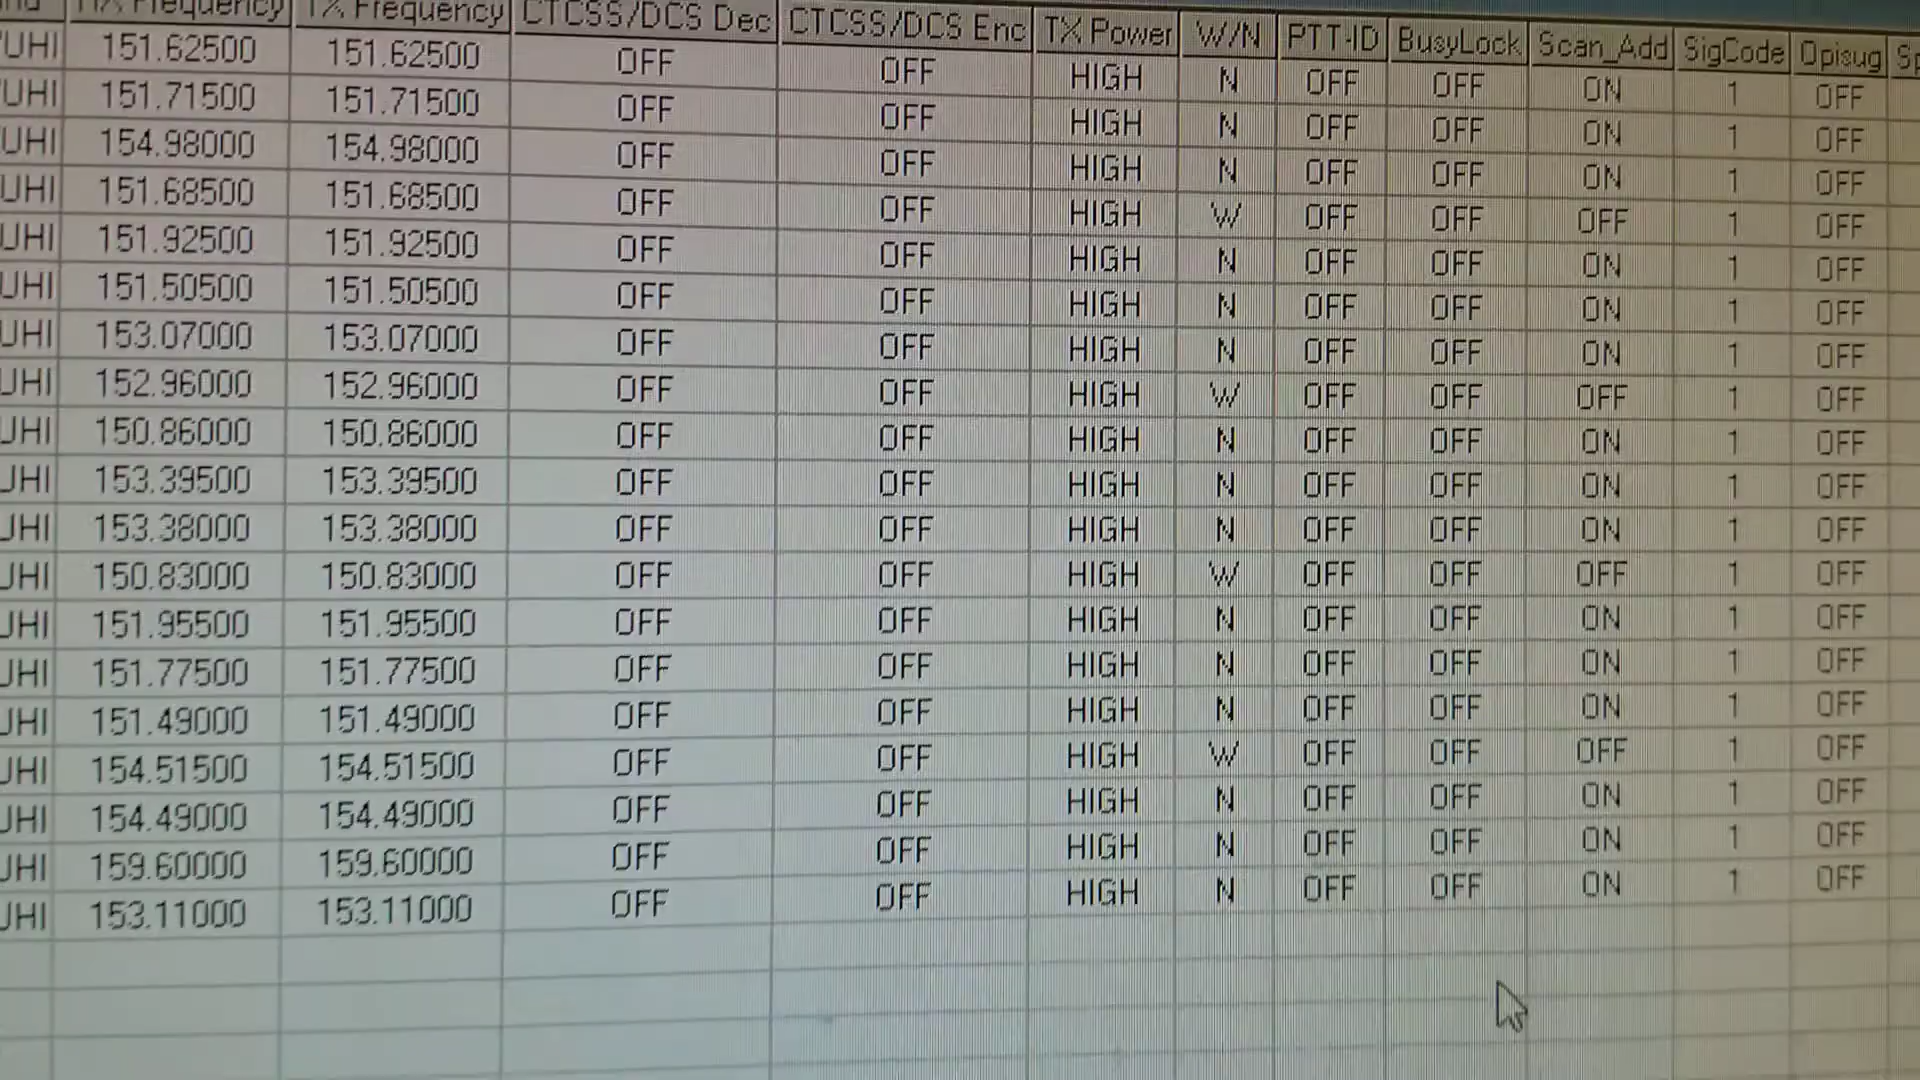 RX Frequency TX Frequency CTCSS/DCS Dec CTCSS/DCS Enc TX Power W/N PTT-ID BusyLock Scan_Add SigCode Opisug Sp
UHI 151.62500 151.62500 OFF OFF HIGH N OFF OFF ON 1 OFF
UHI 151.71500 151.71500 OFF OFF HIGH N OFF OFF ON 1 OFF
UHI 154.98000 154.98000 OFF OFF HIGH N OFF OFF ON 1 OFF
UHI 151.68500 151.68500 OFF OFF HIGH W OFF OFF OFF 1 OFF
UHI 151.92500 151.92500 OFF OFF HIGH N OFF OFF ON 1 OFF
UHI 151.50500 151.50500 OFF OFF HIGH N OFF OFF ON 1 OFF
UHI 153.07000 153.07000 OFF OFF HIGH N OFF OFF ON 1 OFF
UHI 152.96000 152.96000 OFF OFF HIGH W OFF OFF OFF 1 OFF
UHI 150.86000 150.86000 OFF OFF HIGH N OFF OFF ON 1 OFF
UHI 153.39500 153.39500 OFF OFF HIGH N OFF OFF ON 1 OFF
UHI 153.38000 153.38000 OFF OFF HIGH N OFF OFF ON 1 OFF
UHI 150.83000 150.83000 OFF OFF HIGH W OFF OFF OFF 1 OFF
UHI 151.95500 151.95500 OFF OFF HIGH N OFF OFF ON 1 OFF
UHI 151.77500 151.77500 OFF OFF HIGH N OFF OFF ON 1 OFF
UHI 151.49000 151.49000 OFF OFF HIGH N OFF OFF ON 1 OFF
UHI 154.51500 154.51500 OFF OFF HIGH W OFF OFF OFF 1 OFF
UHI 154.49000 154.49000 OFF OFF HIGH N OFF OFF ON 1 OFF
UHI 159.60000 159.60000 OFF OFF HIGH N OFF OFF ON 1 OFF
UHI 153.11000 153.11000 OFF OFF HIGH N OFF OFF ON 1 OFF